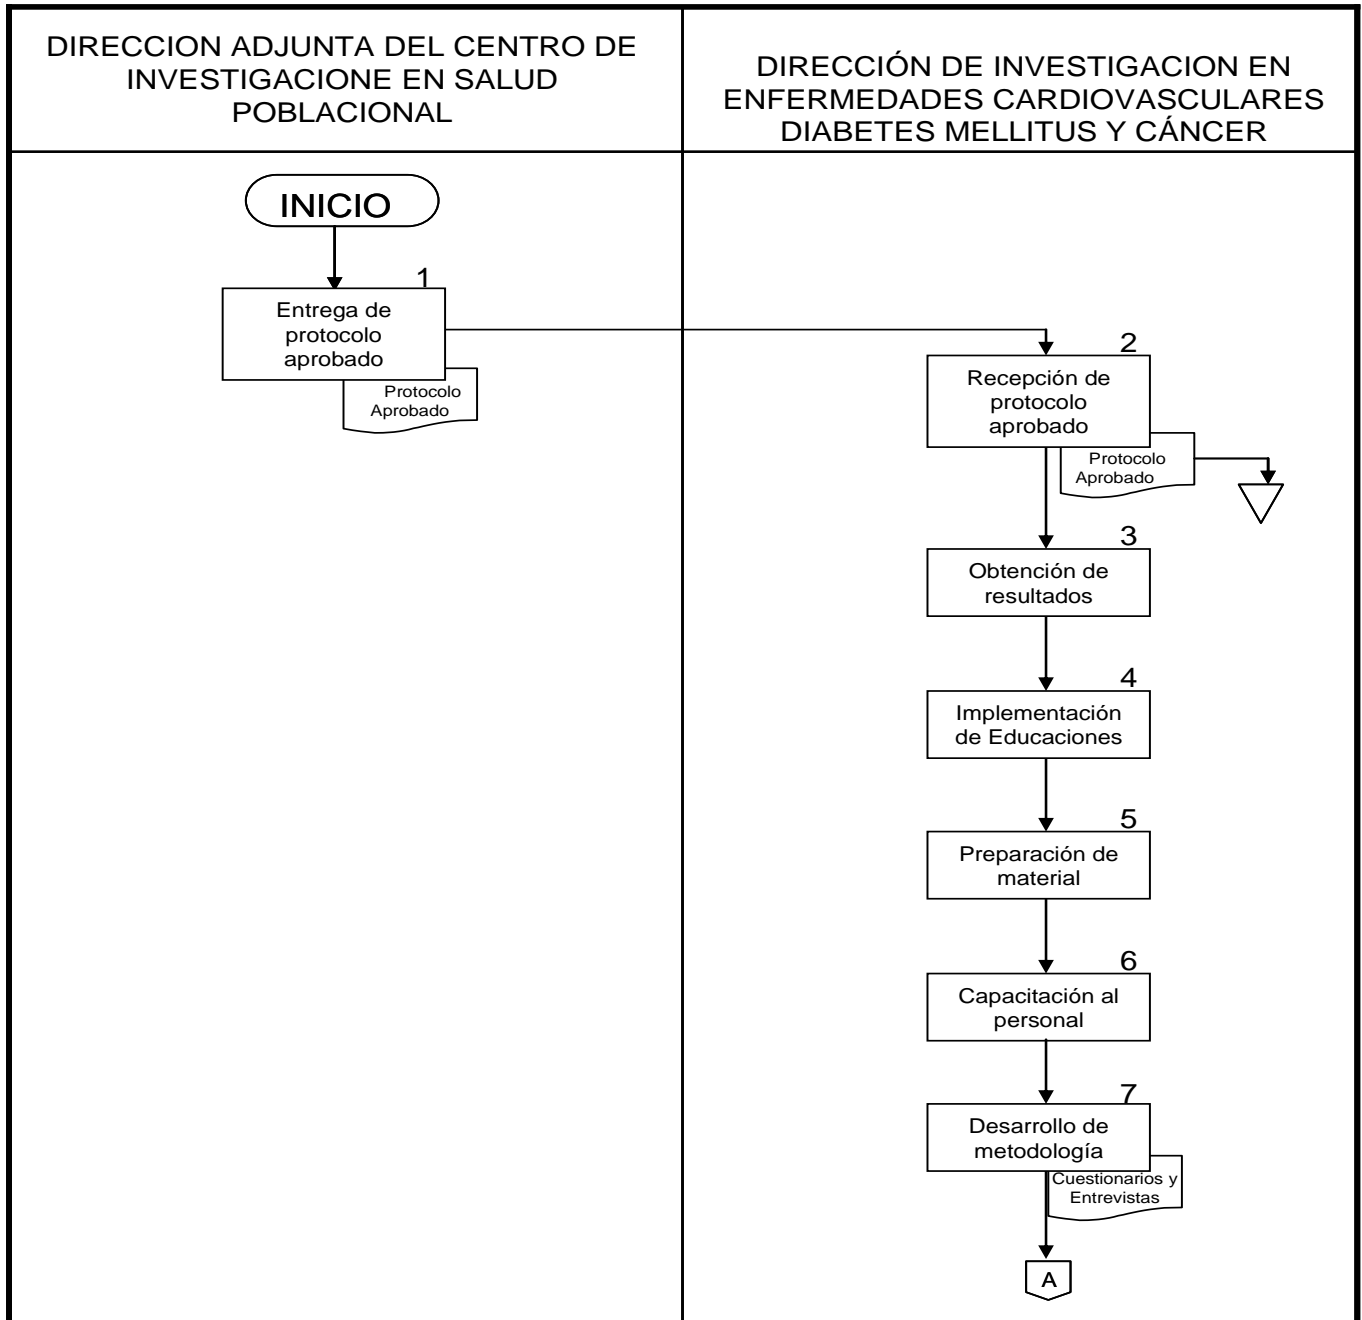 DIRECCION ADJUNTA DEL CENTRO DE
INVESTIGACIONE EN SALUD
POBLACIONAL
DIRECCIÓN DE INVESTIGACION EN
ENFERMEDADES CARDIOVASCULARES
DIABETES MELLITUS Y CÁNCER
INICIO
1
Entrega de
protocolo
aprobado
Protocolo
Aprobado
2
Recepción de
protocolo
aprobado
Protocolo
Aprobado
3
Obtención de
resultados
4
Implementación
de Educaciones
5
Preparación de
material
6
Capacitación al
personal
7
Desarrollo de
metodología
Cuestionarios y
Entrevistas
A